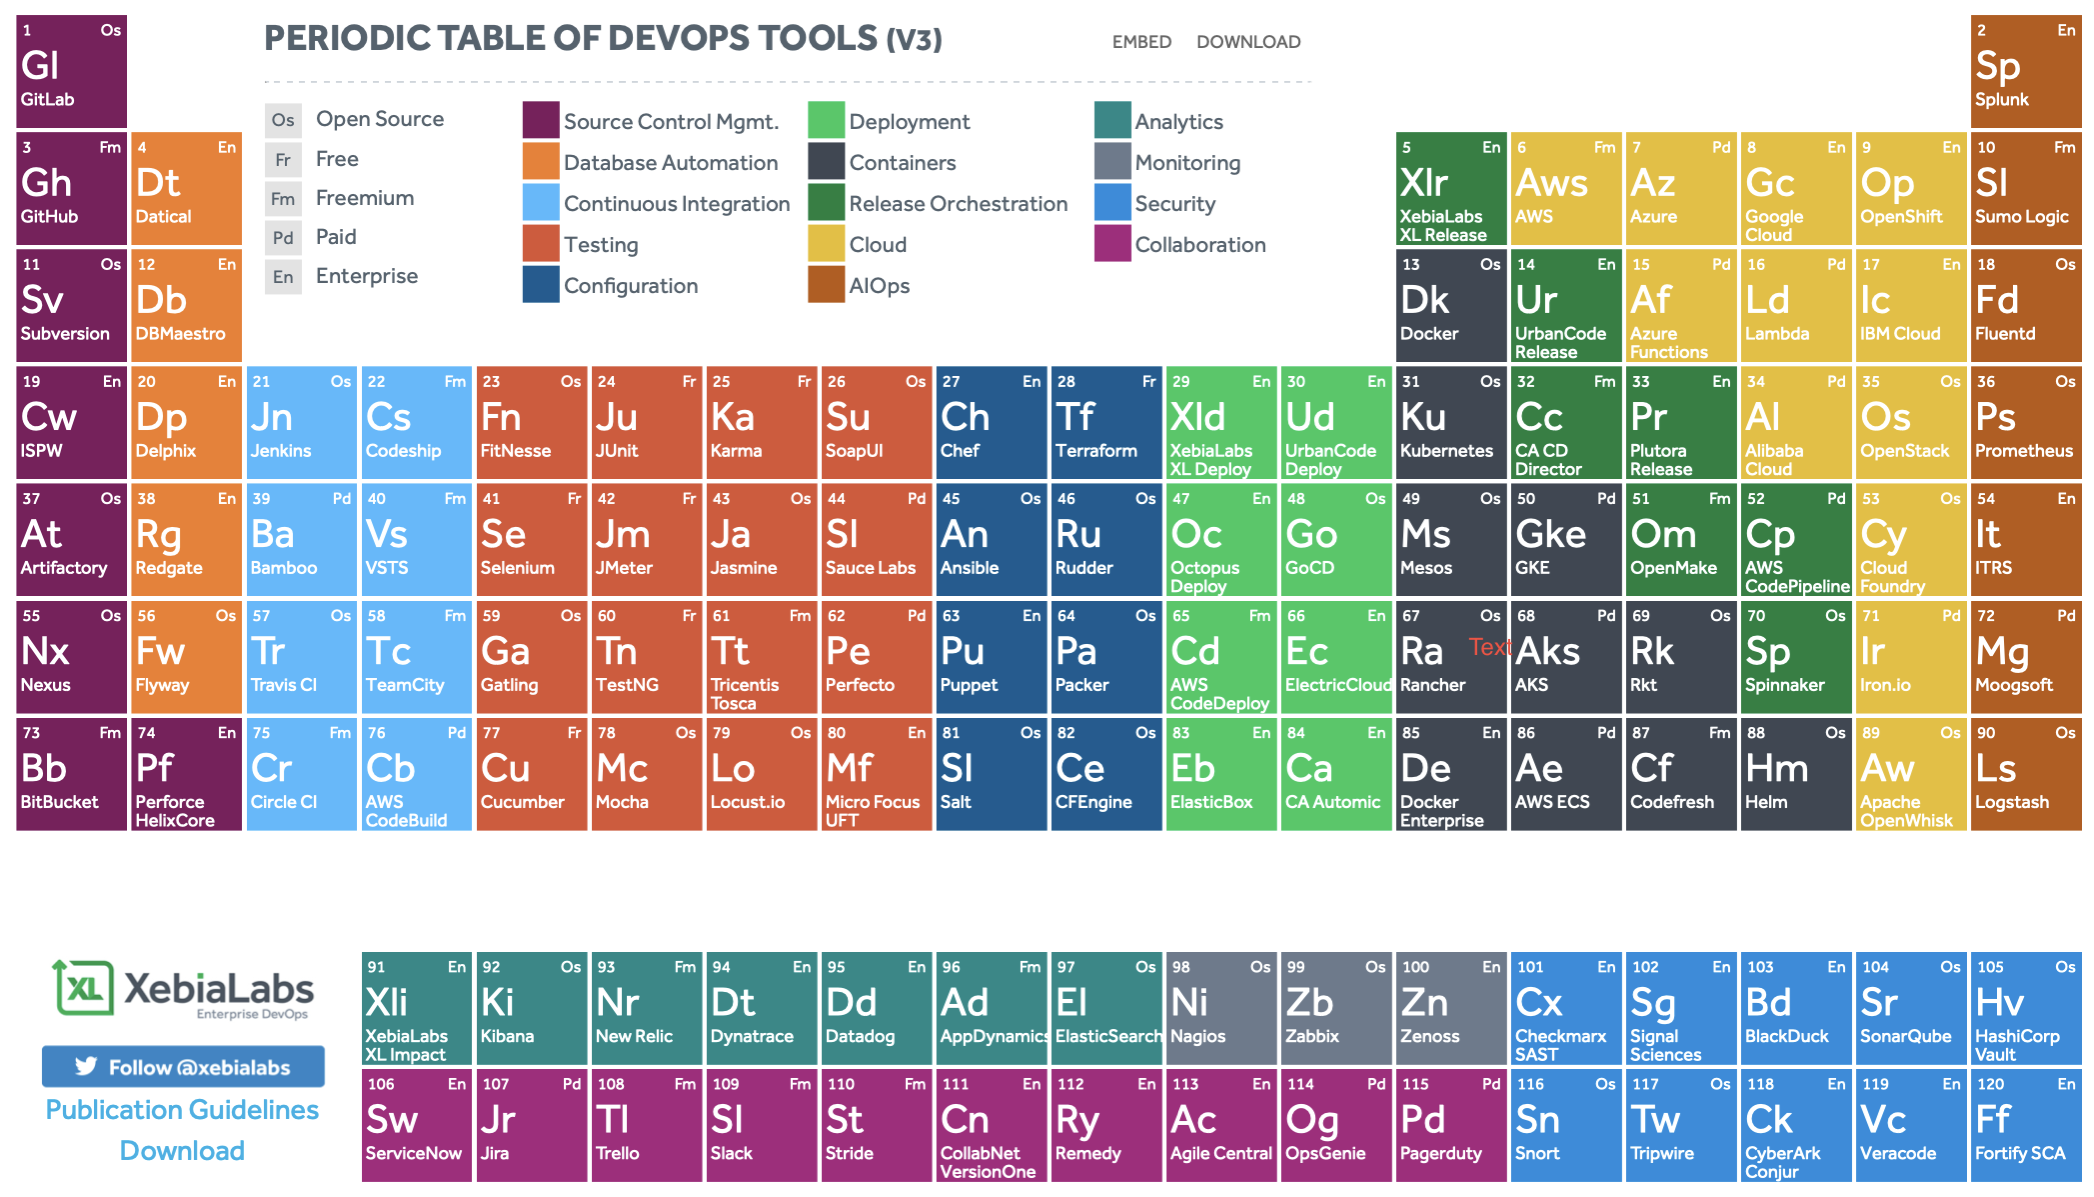 PERIODIC TABLE OF DEVOPS TOOLS (V3)
EMBED DOWNLOAD
Os Open Source
Fr Free
Fm Freemium
Pd Paid
En Enterprise
Source Control Mgmt.
Database Automation
Continuous Integration
Testing
Configuration
Deployment
Containers
Release Orchestration
Cloud
AIOps
Analytics
Monitoring
Security
Collaboration
1 Os
Gl
GitLab
2 En
Sp
Splunk
3 Fm
Gh
GitHub
4 En
Dt
Datical
5 En
Xlr
XebiaLabs
XL Release
6 Fm
Aws
AWS
7 Pd
Az
Azure
8 En
Gc
Google
Cloud
9 En
Op
OpenShift
10 Fm
Sl
Sumo Logic
11 Os
Sv
Subversion
12 En
Db
DBMaestro
13 Os
Dk
Docker
14 En
Ur
UrbanCode
Release
15 Pd
Af
Azure
Functions
16 Pd
Ld
Lambda
17 En
Ic
IBM Cloud
18 Os
Fd
Fluentd
19 En
Cw
ISPW
20 En
Dp
Delphix
21 Os
Jn
Jenkins
22 Fm
Cs
Codeship
23 Os
Fn
FitNesse
24 Fr
Ju
JUnit
25 Fr
Ka
Karma
26 Os
Su
SoapUI
27 En
Ch
Chef
28 Fr
Tf
Terraform
29 En
Xld
XebiaLabs
XL Deploy
30 En
Ud
UrbanCode
Deploy
31 Os
Ku
Kubernetes
32 Fm
Cc
CA CD
Director
33 En
Pr
Plutora
Release
34 Pd
Al
Alibaba
Cloud
35 Os
Os
OpenStack
36 Os
Ps
Prometheus
37 Os
At
Artifactory
38 En
Rg
Redgate
39 Pd
Ba
Bamboo
40 Fm
Vs
VSTS
41 Fr
Se
Selenium
42 Fr
Jm
JMeter
43 Os
Ja
Jasmine
44 Pd
Sl
Sauce Labs
45 Os
An
Ansible
46 Os
Ru
Rudder
47 En
Oc
Octopus
Deploy
48 Os
Go
GoCD
49 Os
Ms
Mesos
50 Pd
Gke
GKE
51 Fm
Om
OpenMake
52 Pd
Cp
AWS
CodePipeline
53 Os
Cy
Cloud
Foundry
54 En
It
ITRS
55 Os
Nx
Nexus
56 Os
Fw
Flyway
57 Os
Tr
Travis CI
58 Fm
Tc
TeamCity
59 Os
Ga
Gatling
60 Fr
Tn
TestNG
61 Fm
Tt
Tricentis
Tosca
62 Pd
Pe
Perfecto
63 En
Pu
Puppet
64 Os
Pa
Packer
65 Fm
Cd
AWS
CodeDeploy
66 En
Ec
ElectricCloud
67 Os
Ra
Text
Rancher
68 Pd
Aks
AKS
69 Os
Rk
Rkt
70 Os
Sp
Spinnaker
71 Pd
Ir
Iron.io
72 Pd
Mg
Moogsoft
73 Fm
Bb
BitBucket
74 En
Pf
Perforce
HelixCore
75 Fm
Cr
Circle CI
76 Pd
Cb
AWS
CodeBuild
77 Fr
Cu
Cucumber
78 Os
Mc
Mocha
79 Os
Lo
Locust.io
80 En
Mf
Micro Focus
UFT
81 Os
Sl
Salt
82 Os
Ce
CFEngine
83 En
Eb
ElasticBox
84 En
Ca
CA Automic
85 En
De
Docker
Enterprise
86 Pd
Ae
AWS ECS
87 Fm
Cf
Codefresh
88 Os
Hm
Helm
89 Os
Aw
Apache
OpenWhisk
90 Os
Ls
Logstash
XL XebiaLabs
Enterprise DevOps
Follow @xebialabs
Publication Guidelines
Download
91 En
Xli
XebiaLabs
XL Impact
92 Os
Ki
Kibana
93 Fm
Nr
New Relic
94 En
Dt
Dynatrace
95 En
Dd
Datadog
96 Fm
Ad
AppDynamics
97 Os
El
ElasticSearch
98 Os
Ni
Nagios
99 Os
Zb
Zabbix
100 En
Zn
Zenoss
101 En
Cx
Checkmarx
SAST
102 En
Sg
Signal
Sciences
103 En
Bd
BlackDuck
104 Os
Sr
SonarQube
105 Os
Hv
HashiCorp
Vault
106 En
Sw
ServiceNow
107 Pd
Jr
Jira
108 Fm
Tl
Trello
109 Fm
Sl
Slack
110 Fm
St
Stride
111 En
Cn
CollabNet
VersionOne
112 En
Ry
Remedy
113 En
Ac
Agile Central
114 Pd
Og
OpsGenie
115 Pd
Pd
Pagerduty
116 Os
Sn
Snort
117 Os
Tw
Tripwire
118 En
Ck
CyberArk
Conjur
119 En
Vc
Veracode
120 En
Ff
Fortify SCA